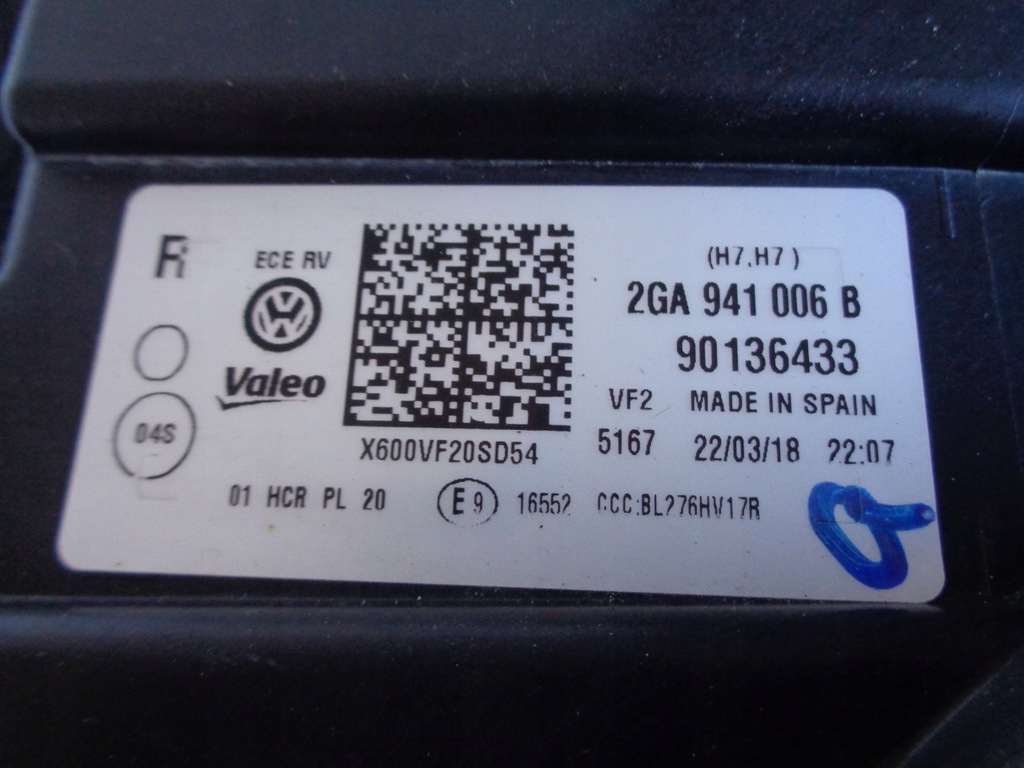 R
ECE RV
Valeo
04S
X600VF20SD54
(H7,H7)
2GA 941 006 B
90136433
VF2 MADE IN SPAIN
5167 22/03/18 22:07
01 HCR PL 20 E9 16552 CCC:BL276HV17R